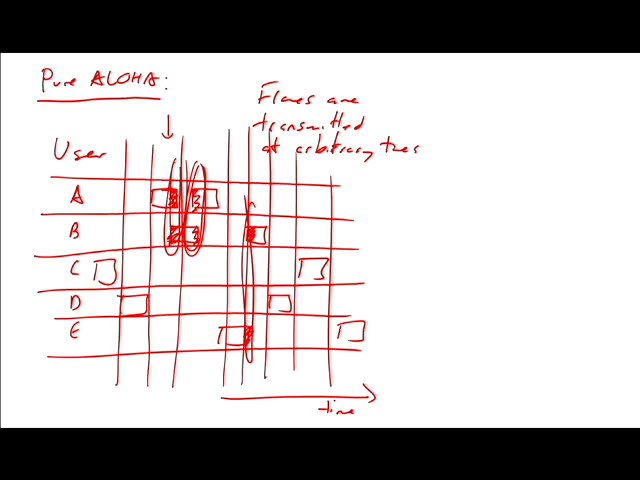 Pure ALOHA:
Frames are
transmitted
at arbitrary times
User
A
B
C
D
E
time